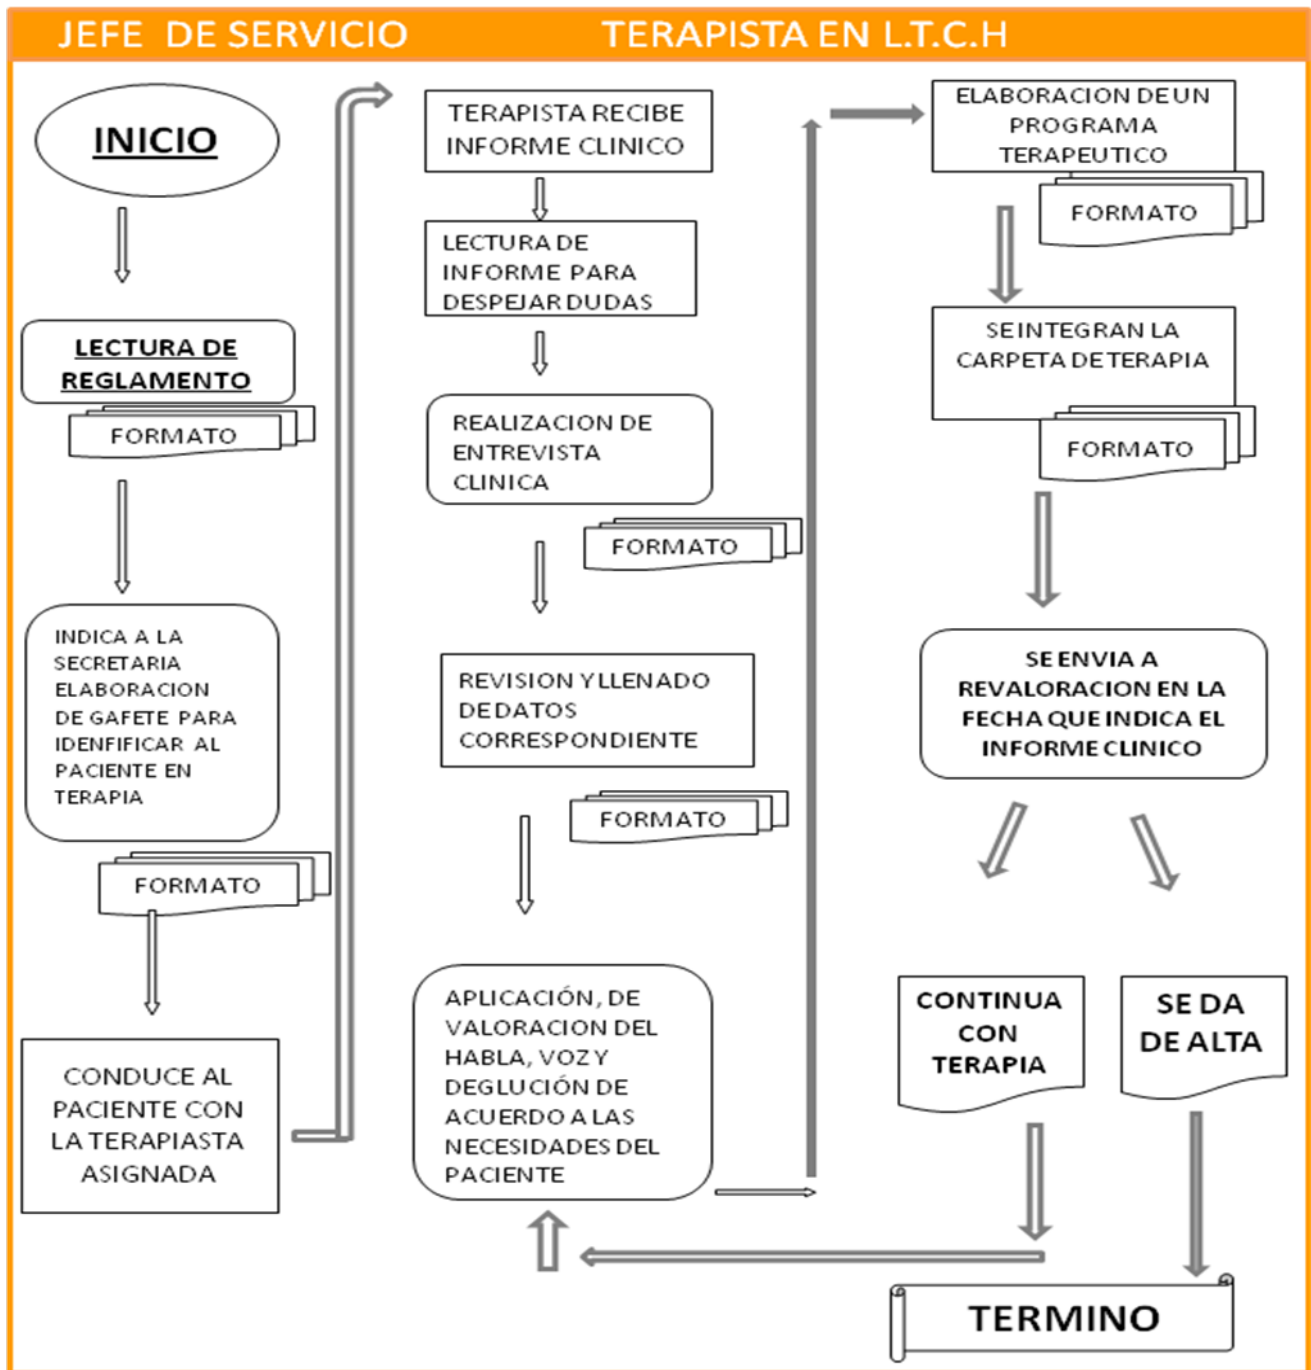 JEFE DE SERVICIO
TERAPISTA EN L.T.C.H
INICIO
LECTURA DE
REGLAMENTO
FORMATO
INDICA A LA
SECRETARIA
ELABORACION
DE GAFETE PARA
IDENFIFICAR AL
PACIENTE EN
TERAPIA
FORMATO
CONDUCE AL
PACIENTE CON
LA TERAPIASTA
ASIGNADA
TERAPISTA RECIBE
INFORME CLINICO
LECTURA DE
INFORME PARA
DESPEJAR DUDAS
REALIZACION DE
ENTREVISTA
CLINICA
FORMATO
REVISION Y LLENADO
DE DATOS
CORRESPONDIENTE
FORMATO
APLICACIÓN, DE
VALORACION DEL
HABLA, VOZ Y
DEGLUCIÓN DE
ACUERDO A LAS
NECESIDADES DEL
PACIENTE
ELABORACION DE UN
PROGRAMA
TERAPEUTICO
FORMATO
SE INTEGRAN LA
CARPETA DE TERAPIA
FORMATO
SE ENVIA A
REVALORACION EN LA
FECHA QUE INDICA EL
INFORME CLINICO
CONTINUA
CON
TERAPIA
SE DA
DE ALTA
TERMINO